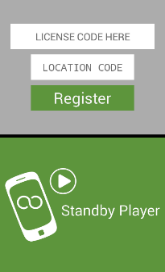 LICENSE CODE HERE
LOCATION CODE
Register
Standby Player